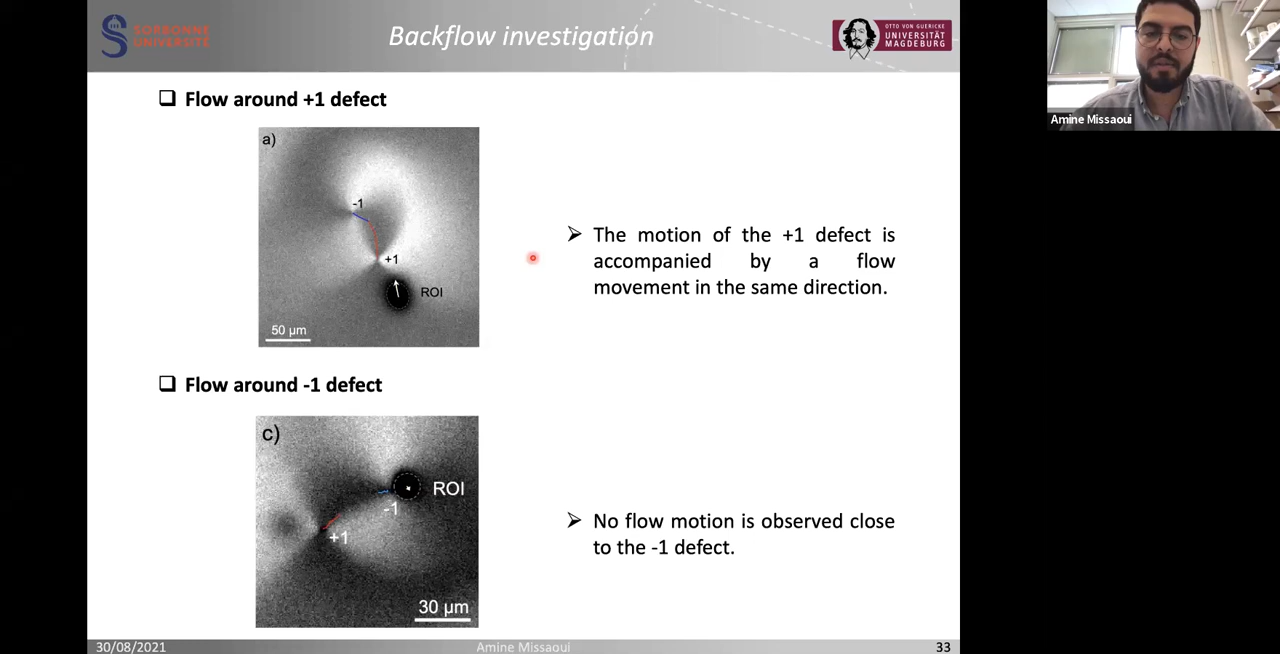 SORBONNE
UNIVERSITÉ
Backflow investigation
OTTO VON GUERICKE
UNIVERSITÄT
MAGDEBURG
Amine Missaoui
❑ Flow around +1 defect
a)
-1
+1
ROI
50 µm
➢ The motion of the +1 defect is
accompanied by a flow
movement in the same direction.
❑ Flow around -1 defect
c)
ROI
-1
+1
30 µm
➢ No flow motion is observed close
to the -1 defect.
30/08/2021
Amine Missaoui
33